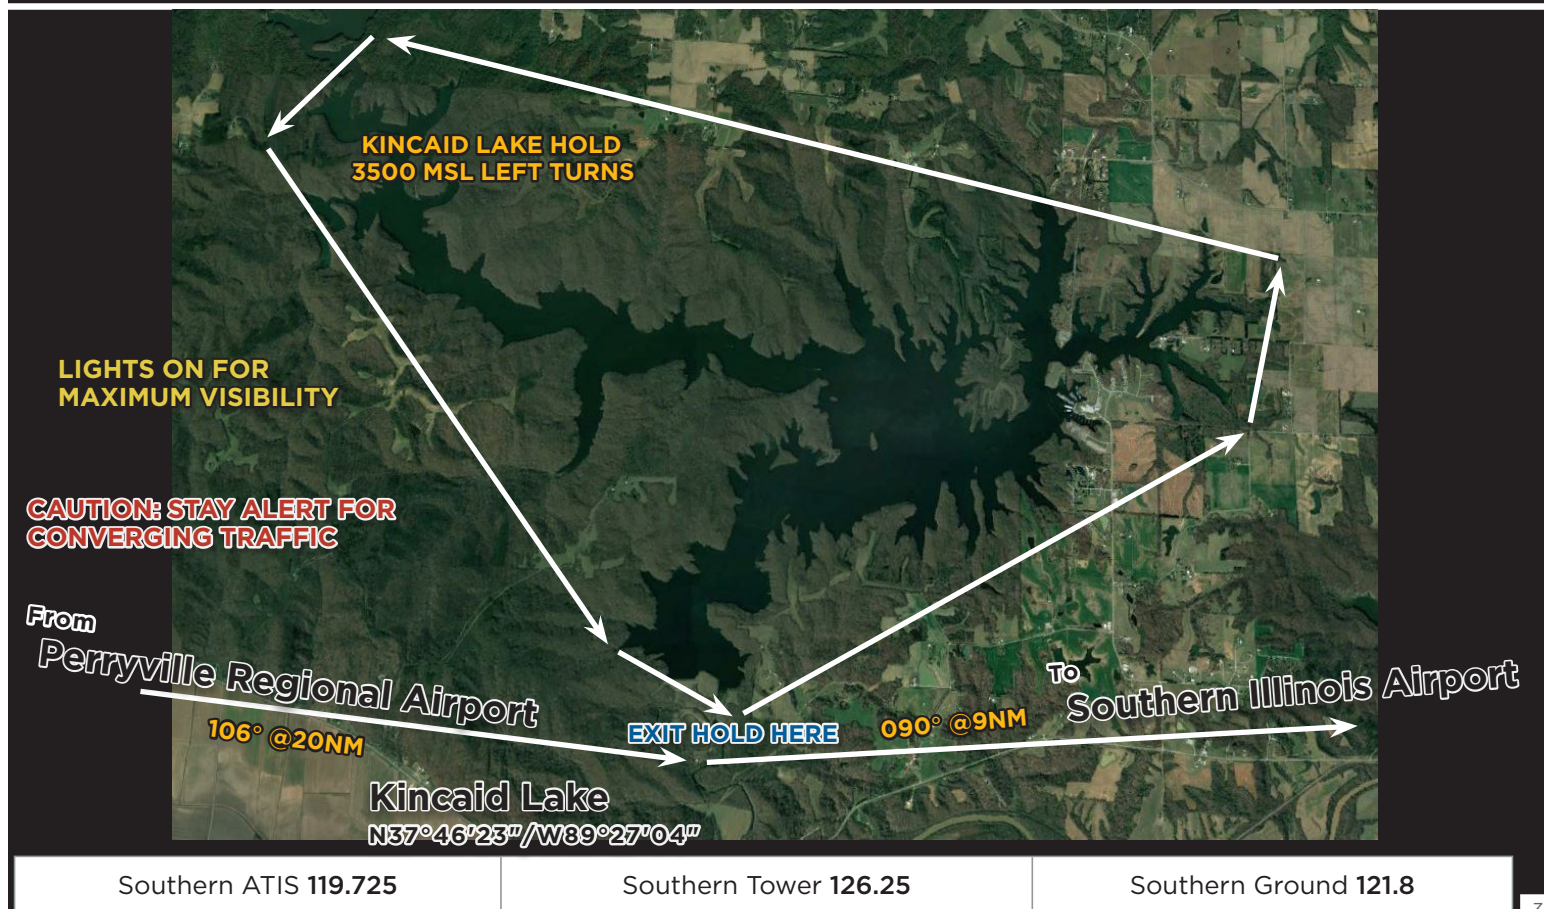 KINCAID LAKE HOLD
3500 MSL LEFT TURNS
LIGHTS ON FOR
MAXIMUM VISIBILITY
CAUTION: STAY ALERT FOR
CONVERGING TRAFFIC
From
Perryville Regional Airport
106° @20NM
EXIT HOLD HERE
090° @9NM
To
Southern Illinois Airport
Kincaid Lake
N37°46'23"/W89°27'04"
Southern ATIS 119.725
Southern Tower 126.25
Southern Ground 121.8